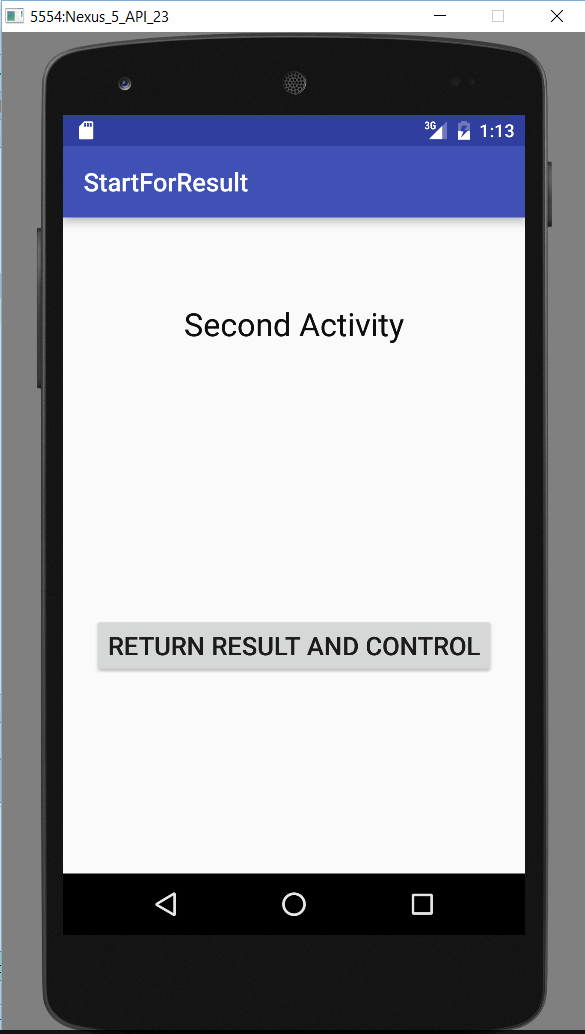 5554:Nexus_5_API_23
3G 1:13
StartForResult
Second Activity
RETURN RESULT AND CONTROL